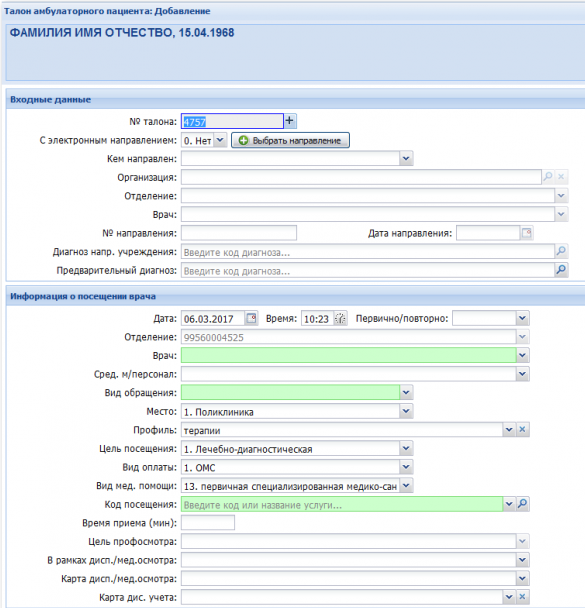 Талон амбулаторного пациента: Добавление
ФАМИЛИЯ ИМЯ ОТЧЕСТВО, 15.04.1968
Входные данные
№ талона: 4757
С электронным направлением: 0. Нет Выбрать направление
Кем направлен:
Организация:
Отделение:
Врач:
№ направления: Дата направления:
Диагноз напр. учреждения: Введите код диагноза...
Предварительный диагноз: Введите код диагноза...
Информация о посещении врача
Дата: 06.03.2017 Время: 10:23 Первично/повторно:
Отделение: 99560004525
Врач:
Сред. м/персонал:
Вид обращения:
Место: 1. Поликлиника
Профиль: терапии
Цель посещения: 1. Лечебно-диагностическая
Вид оплаты: 1. ОМС
Вид мед. помощи: 13. первичная специализированная медико-сан
Код посещения: Введите код или название услуги...
Время приема (мин):
Цель профосмотра:
В рамках дисп./мед.осмотра:
Карта дисп./мед.осмотра:
Карта дис. учета: